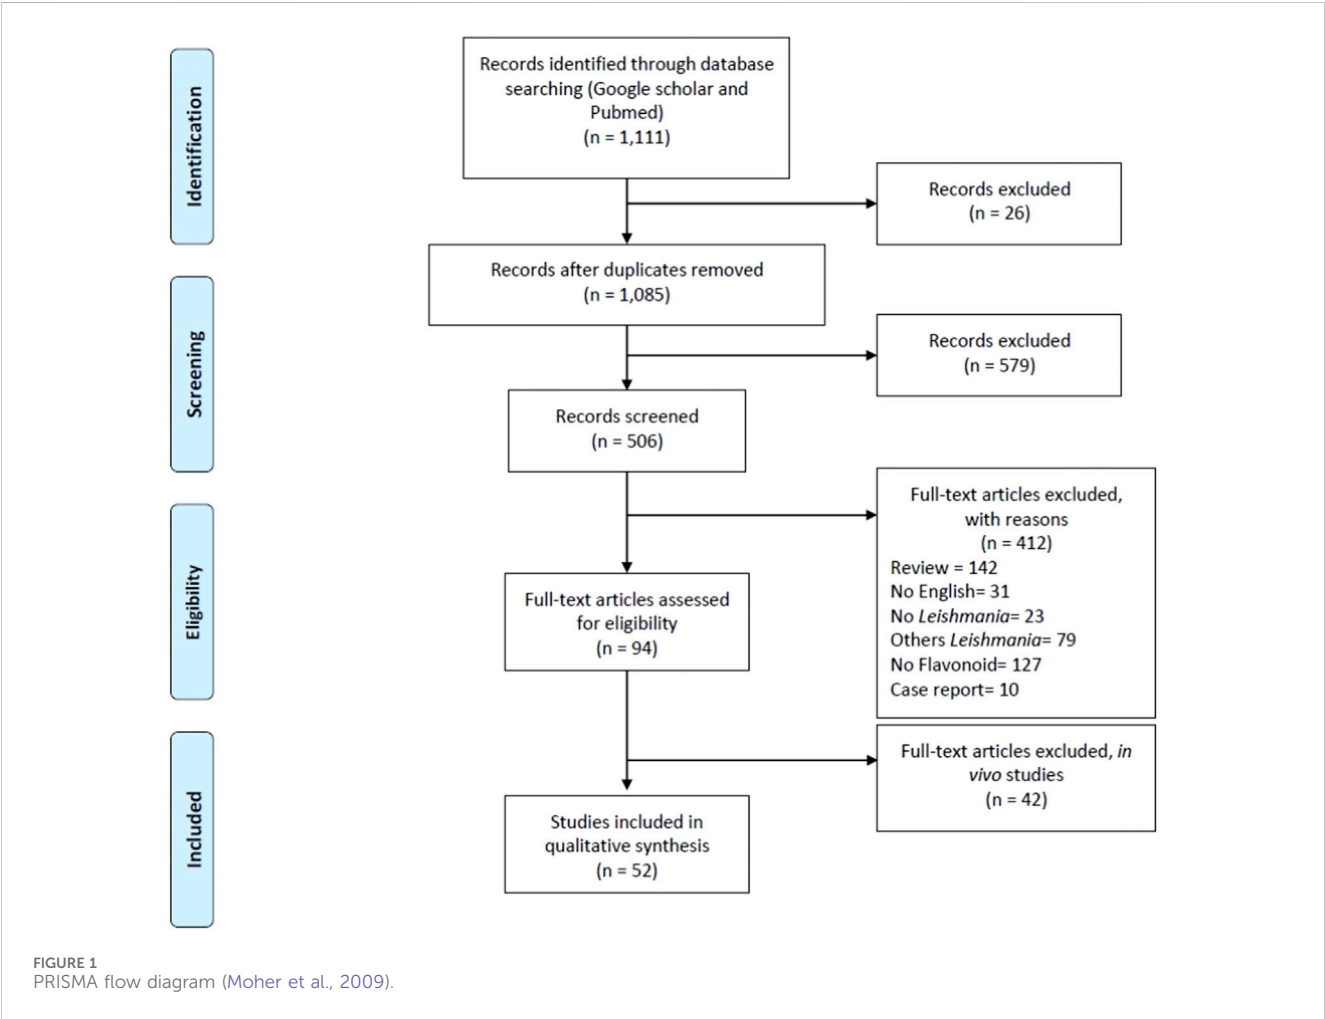 Identification
Records identified through database
searching (Google scholar and
Pubmed)
(n = 1,111)
Records excluded
(n = 26)
Records after duplicates removed
(n = 1,085)
Screening
Records excluded
(n = 579)
Records screened
(n = 506)
Eligibility
Full-text articles excluded,
with reasons
(n = 412)
Review = 142
No English= 31
No Leishmania= 23
Others Leishmania= 79
No Flavonoid= 127
Case report= 10
Full-text articles assessed
for eligibility
(n = 94)
Included
Full-text articles excluded, in
vivo studies
(n = 42)
Studies included in
qualitative synthesis
(n = 52)
FIGURE 1
PRISMA flow diagram (Moher et al., 2009).